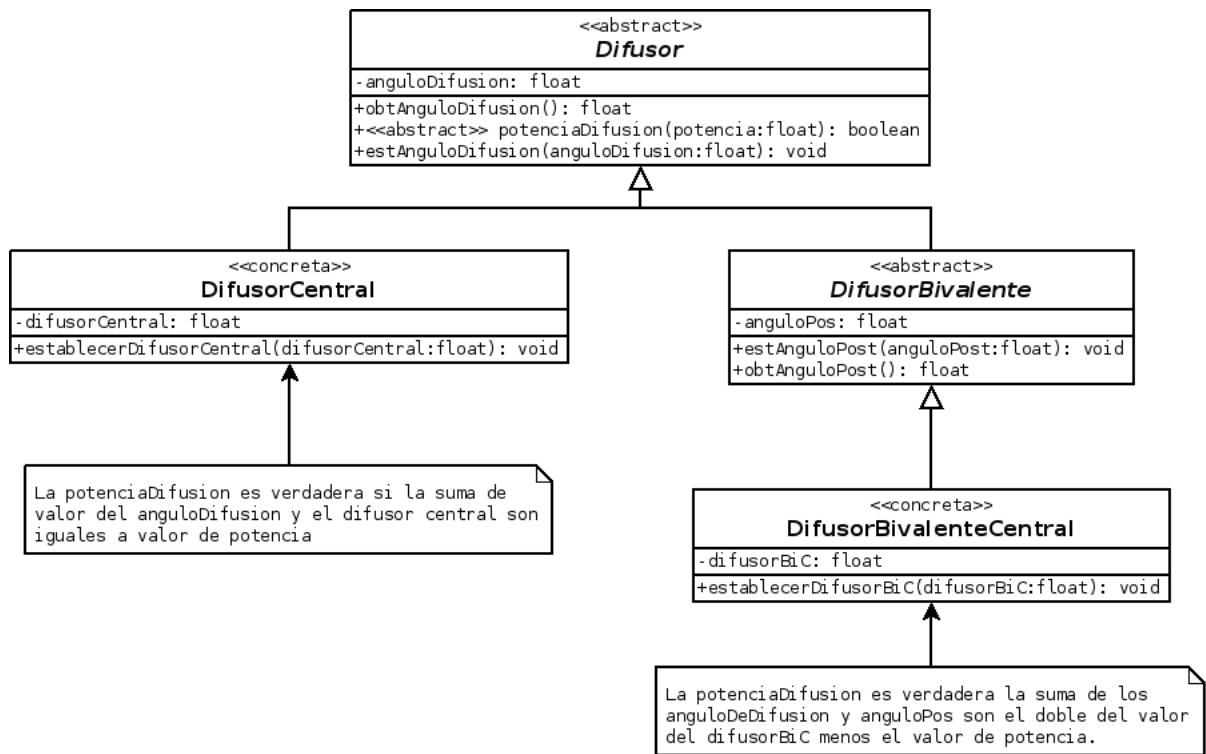 <<abstract>>
Difusor
-anguloDifusion: float
+obtAnguloDifusion(): float
+<<abstract>> potenciaDifusion(potencia:float): boolean
+estAnguloDifusion(anguloDifusion:float): void
<<concreta>>
DifusorCentral
-difusorCentral: float
+establecerDifusorCentral(difusorCentral:float): void
<<abstract>>
DifusorBivalente
-anguloPos: float
+estAnguloPost(anguloPost:float): void
+obtAnguloPost(): float
La potenciaDifusion es verdadera si la suma de
valor del anguloDifusion y el difusor central son
iguales a valor de potencia
<<concreta>>
DifusorBivalenteCentral
-difusorBiC: float
+establecerDifusorBiC(difusorBiC:float): void
La potenciaDifusion es verdadera la suma de los
anguloDeDifusion y anguloPos son el doble del valor
del difusorBiC menos el valor de potencia.